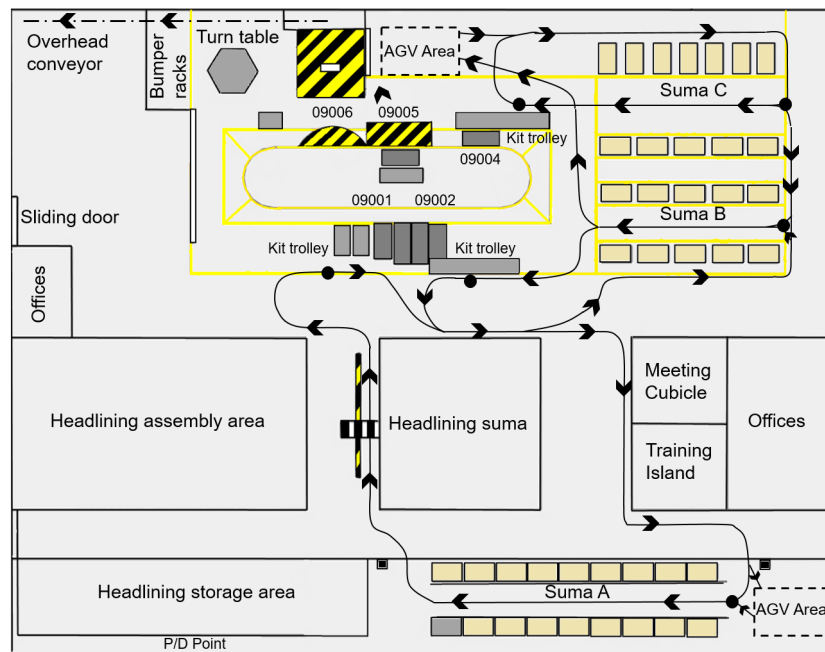 Overhead
conveyor
Bumper
racks
Turn table
AGV Area
Suma C
09006
09005
Kit trolley
09004
09001
09002
Suma B
Sliding door
Kit trolley
Kit trolley
Offices
Headlining assembly area
Headlining suma
Meeting
Cubicle
Training
Island
Offices
Headlining storage area
Suma A
AGV Area
P/D Point